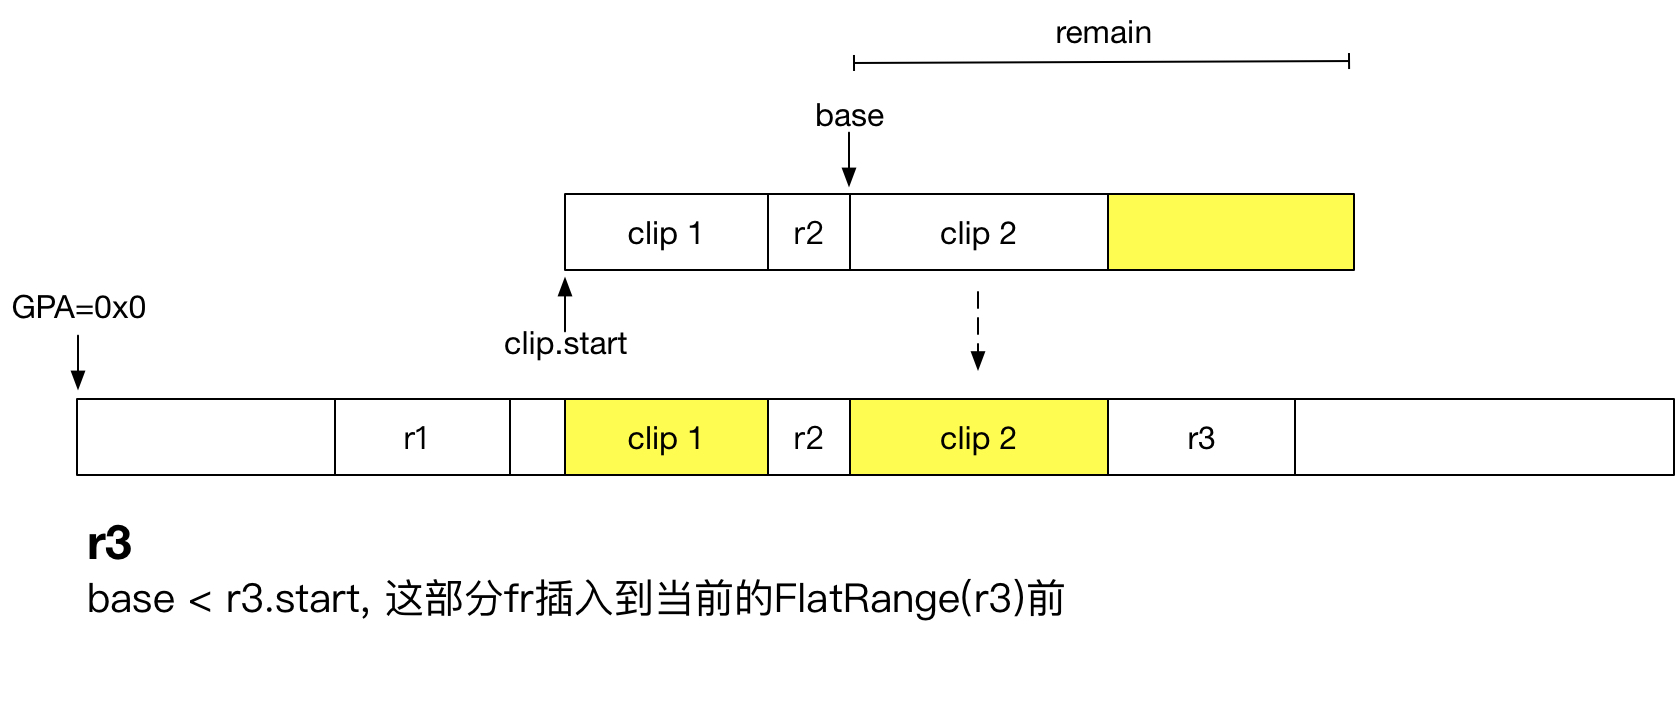 remain
base
clip 1 r2 clip 2
GPA=0x0
clip.start
r1 clip 1 r2 clip 2 r3
r3
base < r3.start, 这部分fr插入到当前的FlatRange(r3)前